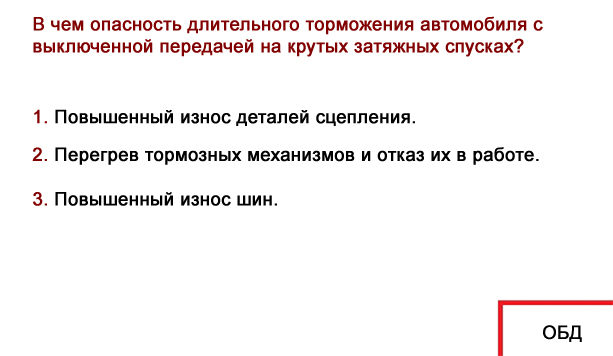 В чем опасность длительного торможения автомобиля с
выключенной передачей на крутых затяжных спусках?
1. Повышенный износ деталей сцепления.
2. Перегрев тормозных механизмов и отказ их в работе.
3. Повышенный износ шин.
ОБД